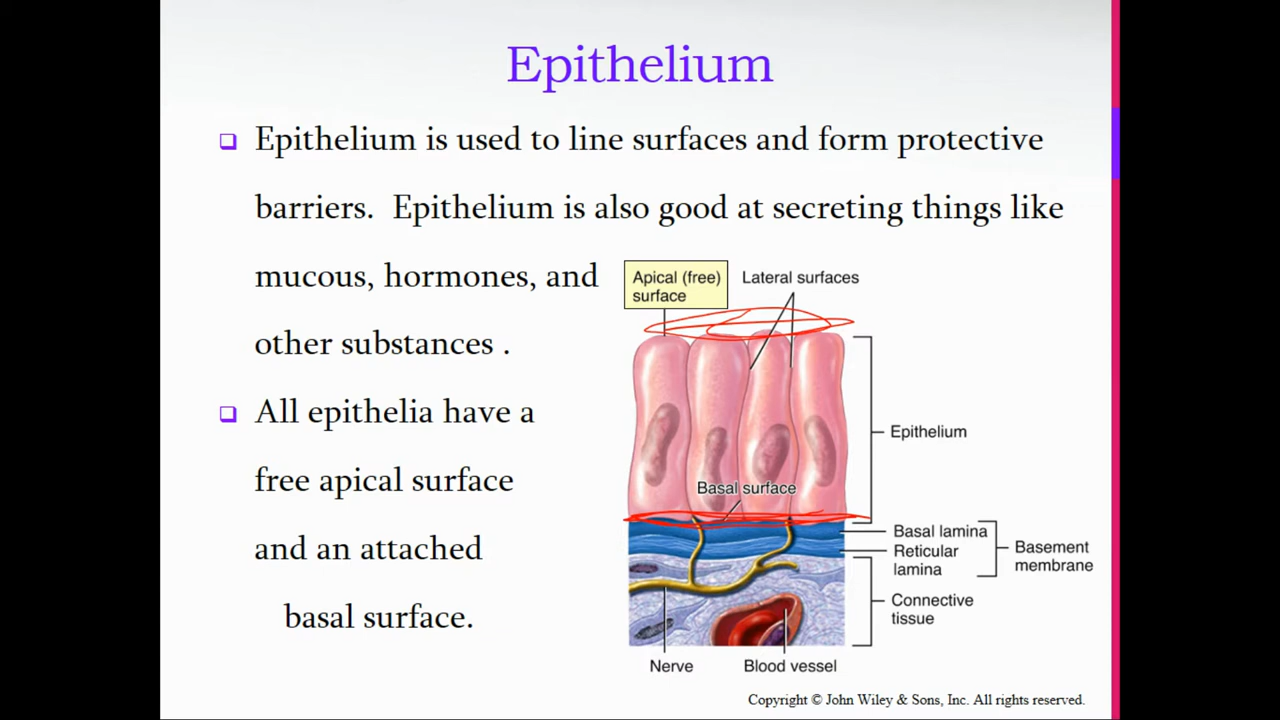 Epithelium
Epithelium is used to line surfaces and form protective
barriers. Epithelium is also good at secreting things like
mucous, hormones, and
other substances .
All epithelia have a
free apical surface
and an attached
basal surface.
Apical (free)
surface
Lateral surfaces
Epithelium
Basal surface
Basal lamina
Reticular
lamina
Basement
membrane
Connective
tissue
Nerve
Blood vessel
Copyright © John Wiley & Sons, Inc. All rights reserved.